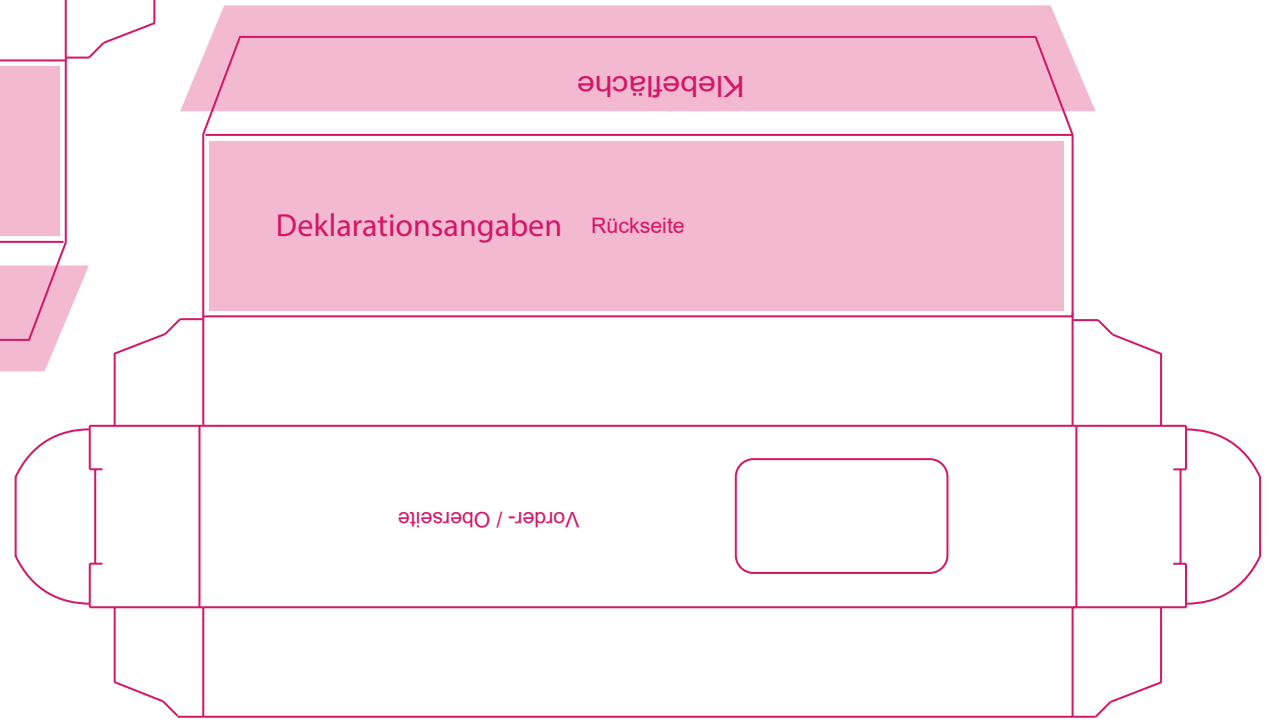 Klebefläche
Deklarationsangaben Rückseite
Vorder- / Oberseite